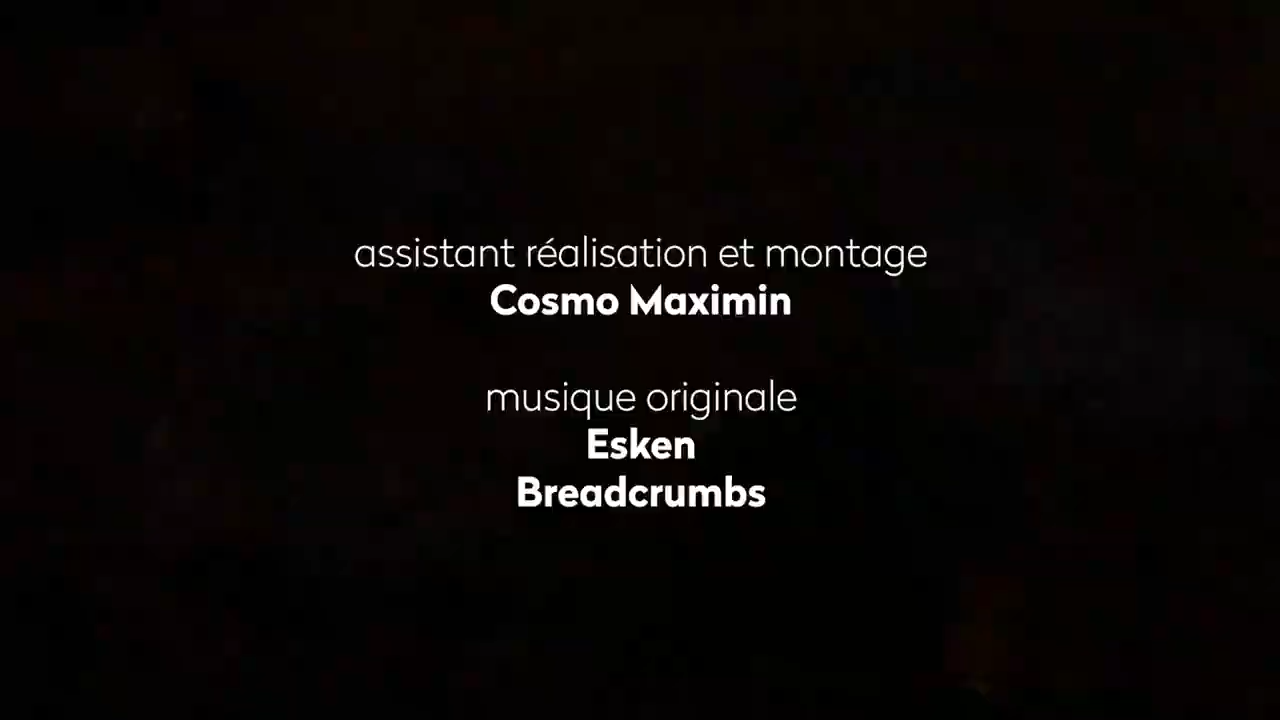 assistant réalisation et montage
Cosmo Maximin
musique originale
Esken
Breadcrumbs